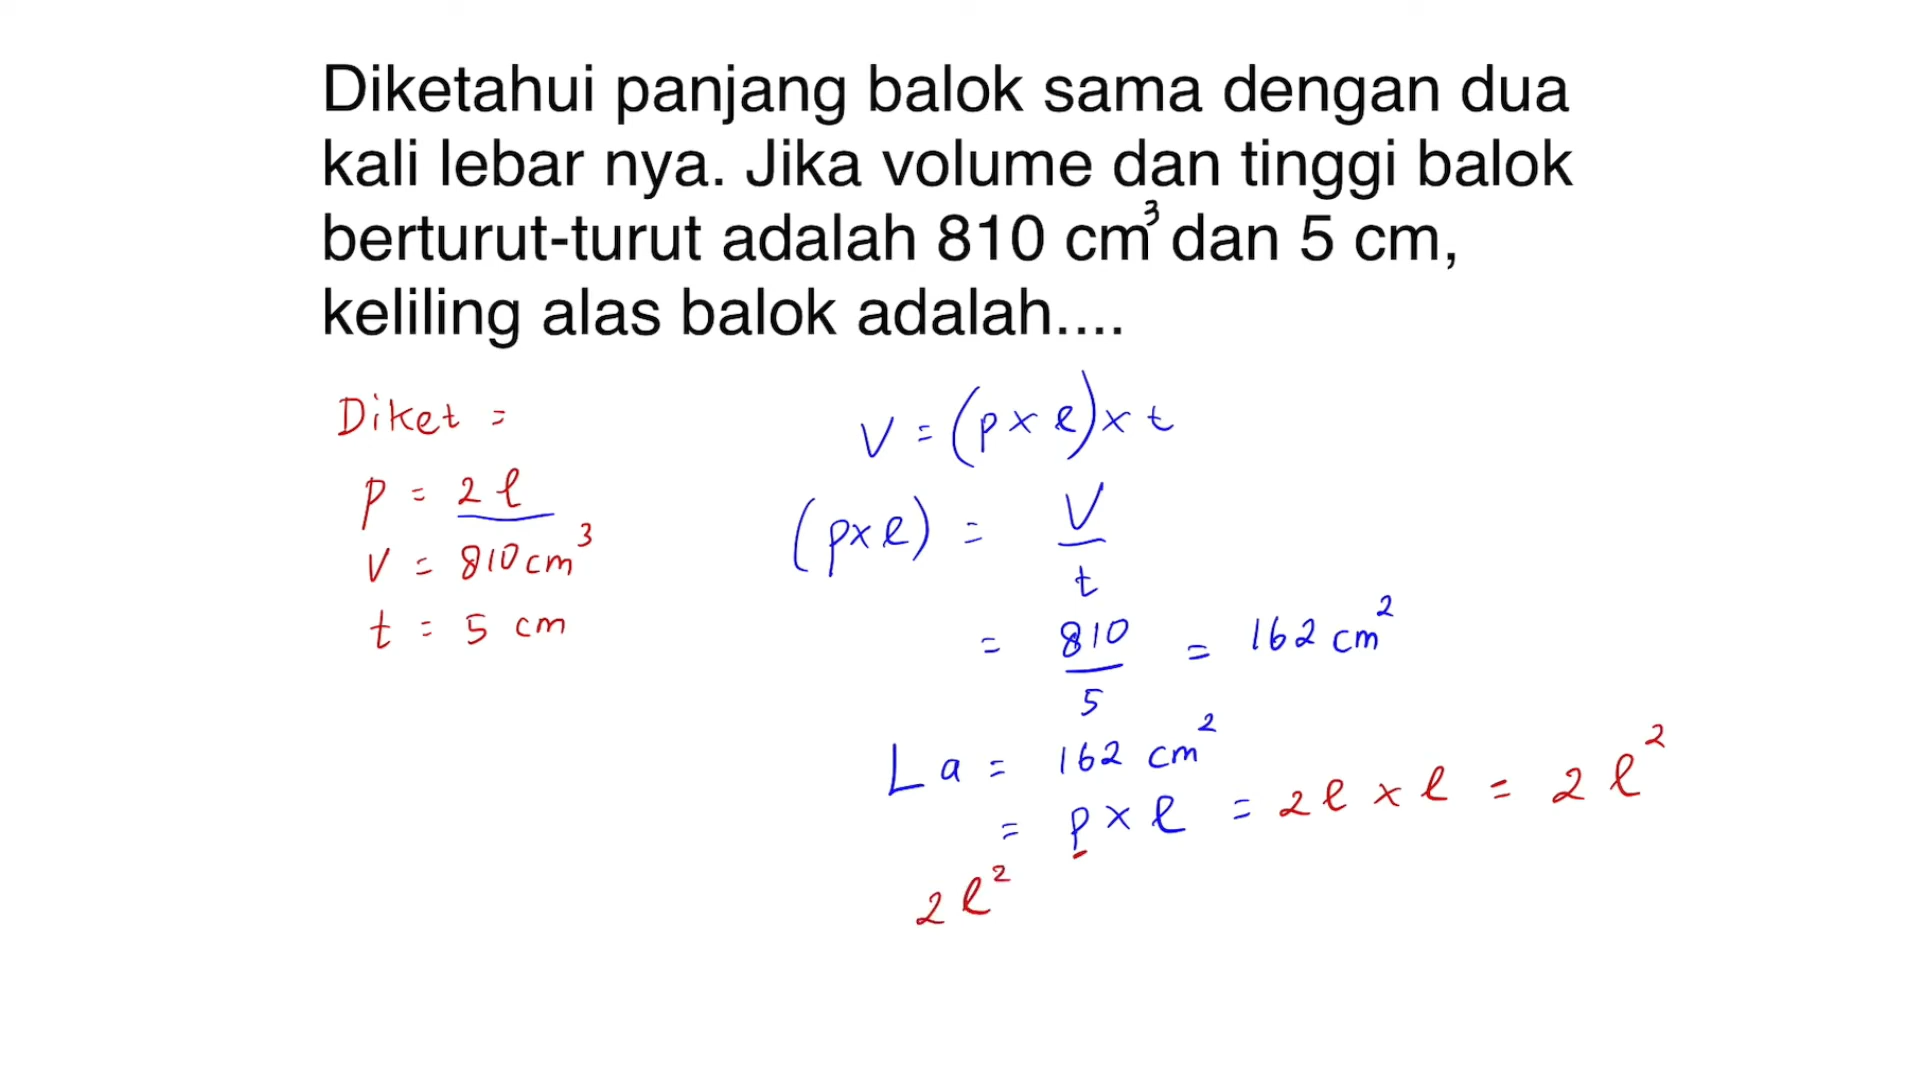 Diketahui panjang balok sama dengan dua
kali lebar nya. Jika volume dan tinggi balok
berturut-turut adalah 810 cm³ dan 5 cm,
keliling alas balok adalah....
Diket =
p = 2l
V = 810 cm³
t = 5 cm
V = (p x l) x t
(p x l) = V/t
= 810/5 = 162 cm²
La = 162 cm²
= p x l = 2l x l = 2l²
2l²